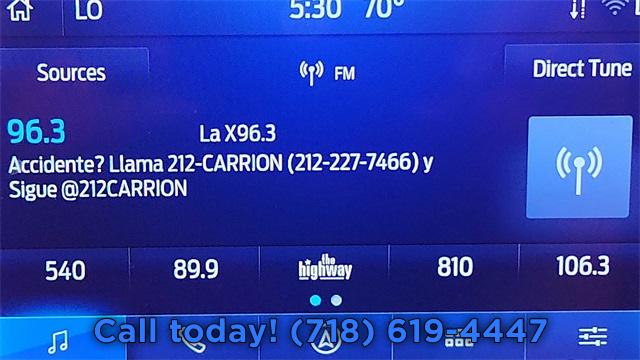 LO 5:30 70°
Sources FM Direct Tune
96.3 La X96.3
Accidente? Llama 212-CARRION (212-227-7466) y
Sigue @212CARRION
540 89.9 the highway 810 106.3
Call today! (718) 619-4447